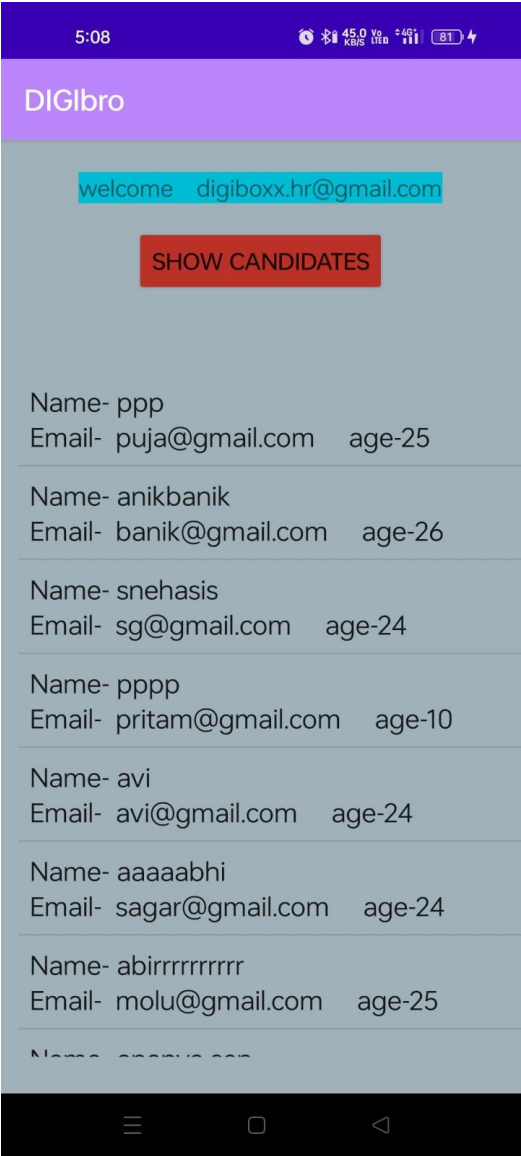 5:08 45.0 KB/S Vo LTED 4G 81
DIGIbro
welcome digiboxx.hr@gmail.com
SHOW CANDIDATES
Name- ppp
Email- puja@gmail.com age-25
Name- anikbanik
Email- banik@gmail.com age-26
Name- snehasis
Email- sg@gmail.com age-24
Name- pppp
Email- pritam@gmail.com age-10
Name- avi
Email- avi@gmail.com age-24
Name- aaaaabhi
Email- sagar@gmail.com age-24
Name- abirrrrrrrrrr
Email- molu@gmail.com age-25